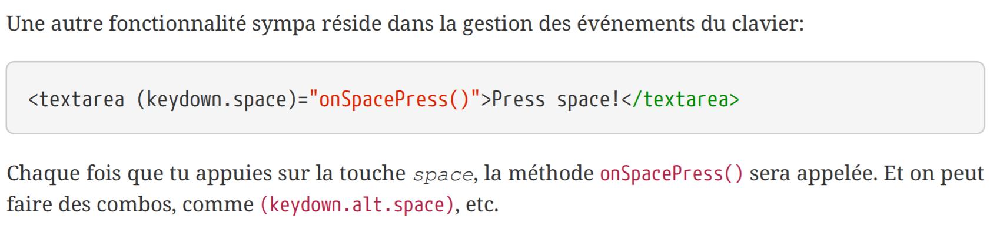 Une autre fonctionnalité sympa réside dans la gestion des événements du clavier:
<textarea (keydown.space)="onSpacePress()">Press space!</textarea>
Chaque fois que tu appuies sur la touche space, la méthode onSpacePress() sera appelée. Et on peut
faire des combos, comme (keydown.alt.space), etc.